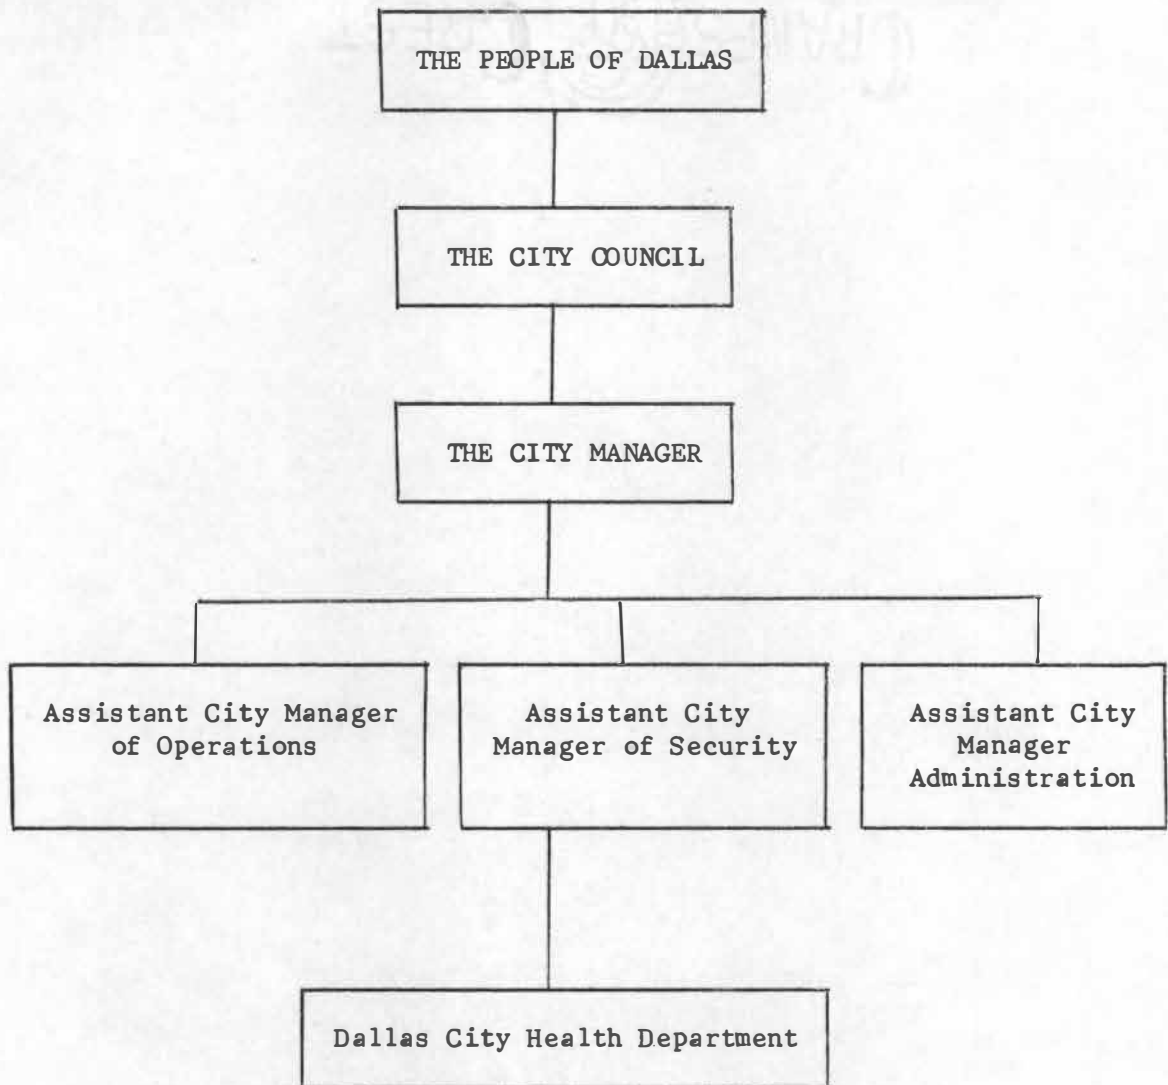 THE PEOPLE OF DALLAS
THE CITY COUNCIL
THE CITY MANAGER
Assistant City Manager
of Operations
Assistant City
Manager of Security
Assistant City
Manager
Administration
Dallas City Health Department